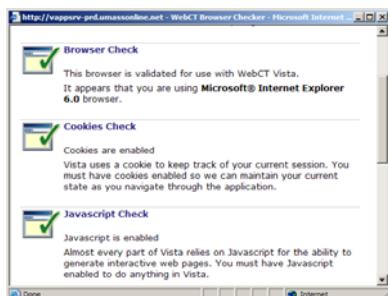 http://vappsrv-prd.umassonline.net - WebCT Browser Checker - Microsoft Internet ...
Browser Check
This browser is validated for use with WebCT Vista.
It appears that you are using Microsoft® Internet Explorer
6.0 browser.
Cookies Check
Cookies are enabled
Vista uses a cookie to keep track of your current session. You
must have cookies enabled so we can maintain your current
state as you navigate through the application.
Javascript Check
Javascript is enabled
Almost every part of Vista relies on Javascript for the ability to
generate interactive web pages. You must have Javascript
enabled to do anything in Vista.
Done
Internet